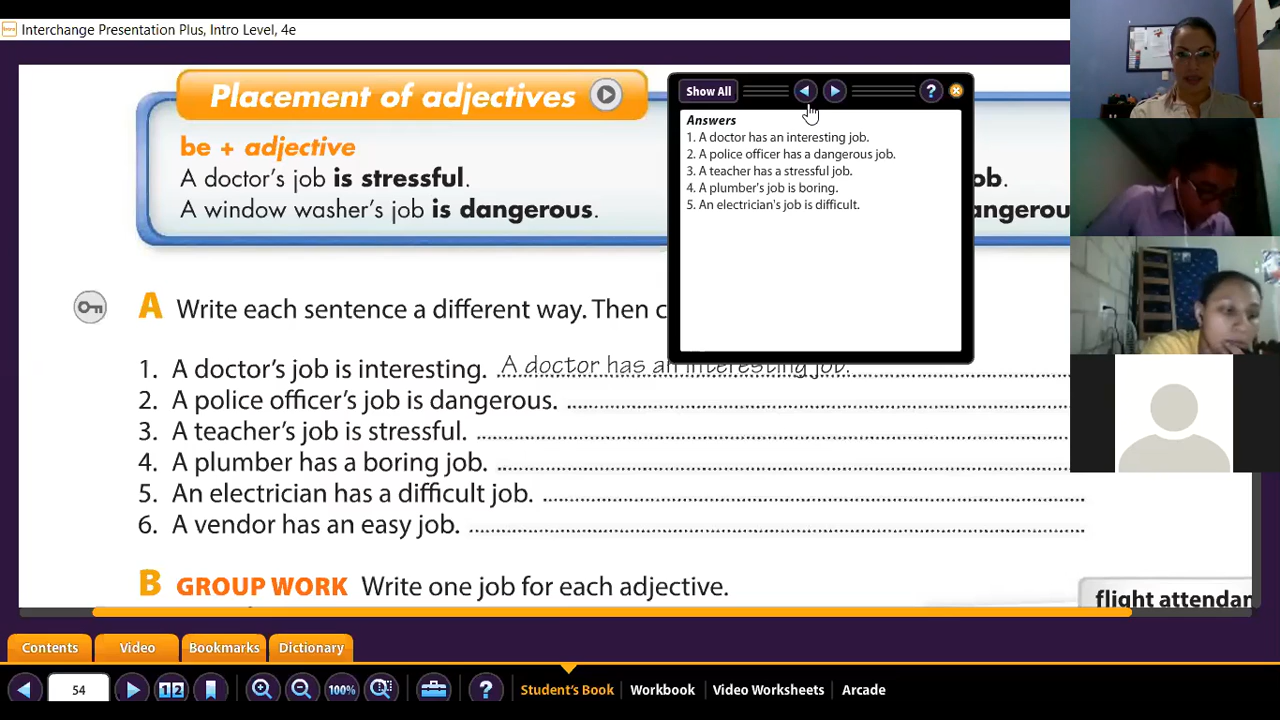 Interchange Presentation Plus, Intro Level, 4e
Placement of adjectives
be + adjective
A doctor's job is stressful.
A window washer's job is dangerous.
ob.
angerou
Show All
?
Answers
1. A doctor has an interesting job.
2. A police officer has a dangerous job.
3. A teacher has a stressful job.
4. A plumber's job is boring.
5. An electrician's job is difficult.
A Write each sentence a different way. Then c
1. A doctor's job is interesting. A doctor has an interesting job.
2. A police officer's job is dangerous.
3. A teacher's job is stressful.
4. A plumber has a boring job.
5. An electrician has a difficult job.
6. A vendor has an easy job.
B GROUP WORK Write one job for each adjective.
flight attendan
Contents Video Bookmarks Dictionary
54 1 2 100% ? Student's Book Workbook Video Worksheets Arcade